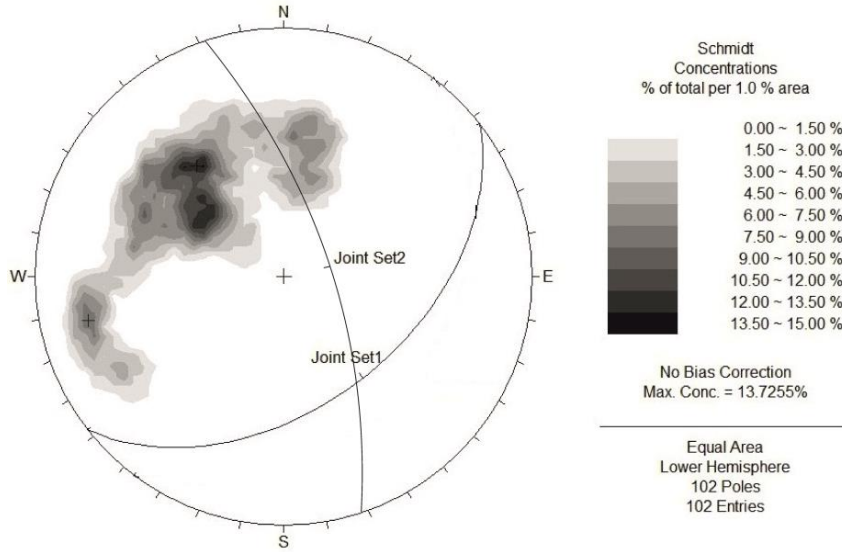 N
W
E
S
Joint Set2
Joint Set1
Schmidt
Concentrations
% of total per 1.0 % area
0.00 ~ 1.50 %
1.50 ~ 3.00 %
3.00 ~ 4.50 %
4.50 ~ 6.00 %
6.00 ~ 7.50 %
7.50 ~ 9.00 %
9.00 ~ 10.50 %
10.50 ~ 12.00 %
12.00 ~ 13.50 %
13.50 ~ 15.00 %
No Bias Correction
Max. Conc. = 13.7255%
Equal Area
Lower Hemisphere
102 Poles
102 Entries